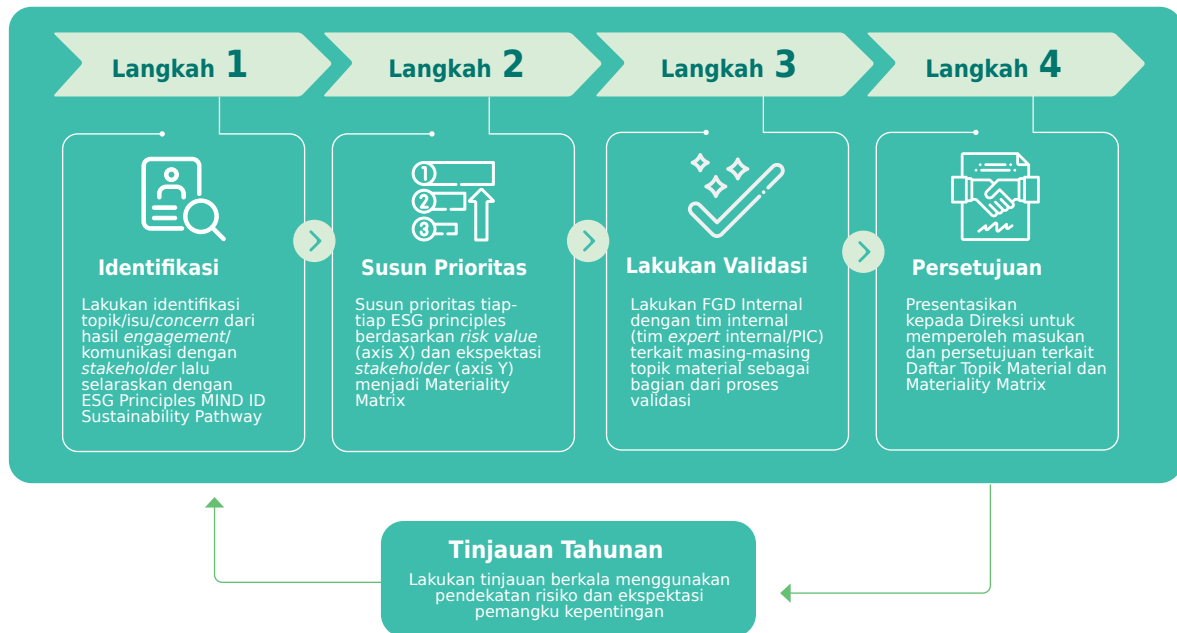 Langkah 1
Langkah 2
Langkah 3
Langkah 4
1
2
3
Identifikasi
Lakukan identifikasi
topik/isu/concern dari
hasil engagement/
komunikasi dengan
stakeholder lalu
selaraskan dengan
ESG Principles MIND ID
Sustainability Pathway
Susun Prioritas
Susun prioritas tiap-
tiap ESG principles
berdasarkan risk value
(axis X) dan ekspektasi
stakeholder (axis Y)
menjadi Materiality
Matrix
Lakukan Validasi
Lakukan FGD Internal
dengan tim internal
(tim expert internal/PIC)
terkait masing-masing
topik material sebagai
bagian dari proses
validasi
Persetujuan
Presentasikan
kepada Direksi untuk
memperoleh masukan
dan persetujuan terkait
Daftar Topik Material dan
Materiality Matrix
Tinjauan Tahunan
Lakukan tinjauan berkala menggunakan
pendekatan risiko dan ekspektasi
pemangku kepentingan